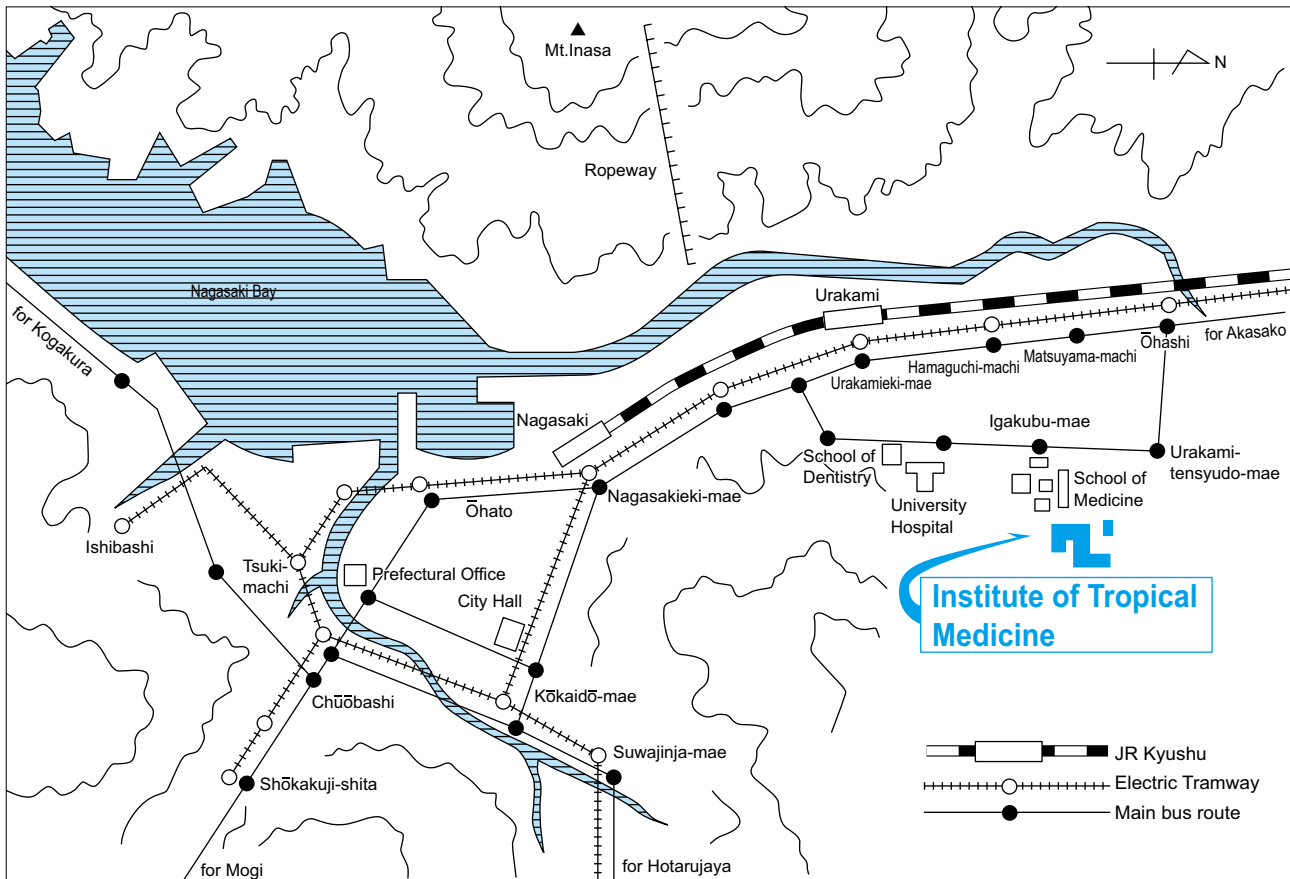 Mt.Inasa
N
Ropeway
Nagasaki Bay
Urakami
for Kogakura
Ōhashi
for Akasako
Matsuyama-machi
Hamaguchi-machi
Urakamieki-mae
Nagasaki
Igakubu-mae
School of
Dentistry
Urakami-
tensyudo-mae
School of
Medicine
University
Hospital
Nagasakieki-mae
Ōhato
Ishibashi
Tsuki-
machi
Prefectural Office
City Hall
Institute of Tropical
Medicine
Kōkaidō-mae
Chūōbashi
Suwajinja-mae
Shōkakuji-shita
JR Kyushu
Electric Tramway
Main bus route
for Mogi
for Hotarujaya